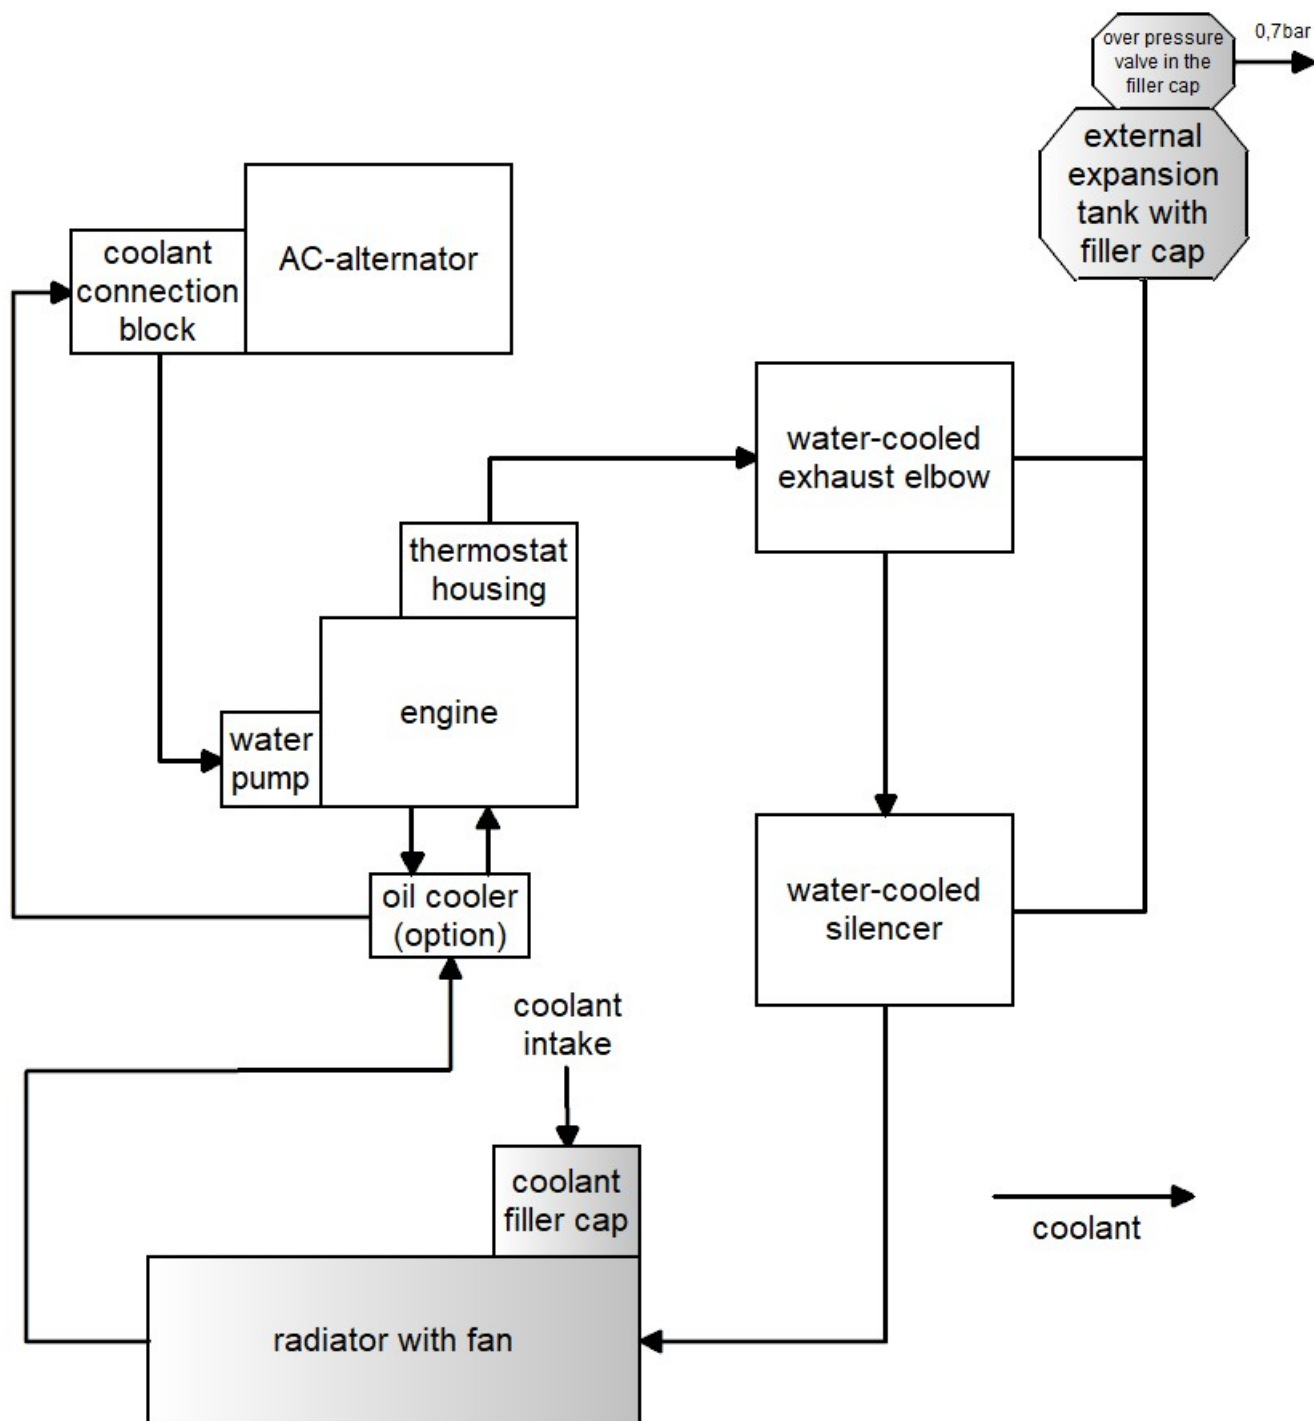 over pressure
valve in the
filler cap
0,7bar
external
expansion
tank with
filler cap
coolant
connection
block
AC-alternator
water-cooled
exhaust elbow
thermostat
housing
engine
water
pump
oil cooler
(option)
water-cooled
silencer
coolant
intake
coolant
filler cap
coolant
radiator with fan